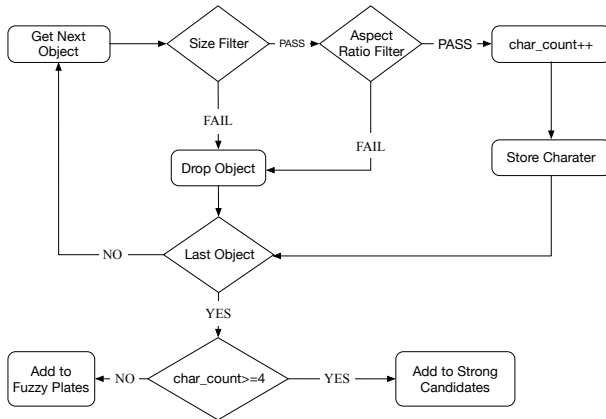 Get Next
Object
Size Filter
PASS
Aspect
Ratio Filter
PASS
char_count++
FAIL
FAIL
Drop Object
Store Charater
NO
Last Object
YES
Add to
Fuzzy Plates
NO
char_count>=4
YES
Add to Strong
Candidates